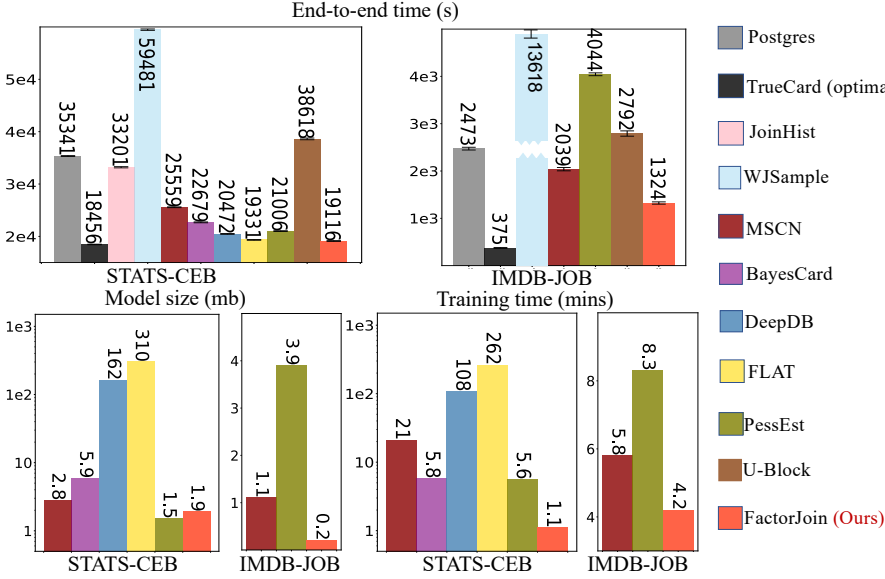 End-to-end time (s)
5e4
4e4
3e4
2e4
35341
18456
33201
59481
25559
22679
20472
19331
21006
38618
19116
STATS-CEB
4e3
3e3
2e3
1e3
2473
375
13618
2039
4044
2792
1324
IMDB-JOB
Model size (mb)
1e3
1e2
10
1
2.8
5.9
162
310
1.5
1.9
STATS-CEB
4
3
2
1
1.1
3.9
0.2
IMDB-JOB
Training time (mins)
1e3
1e2
10
1
21
5.8
108
262
5.6
1.1
STATS-CEB
8
6
4
5.8
8.3
4.2
IMDB-JOB
Postgres
TrueCard (optima
JoinHist
WJSample
MSCN
BayesCard
DeepDB
FLAT
PessEst
U-Block
FactorJoin (Ours)